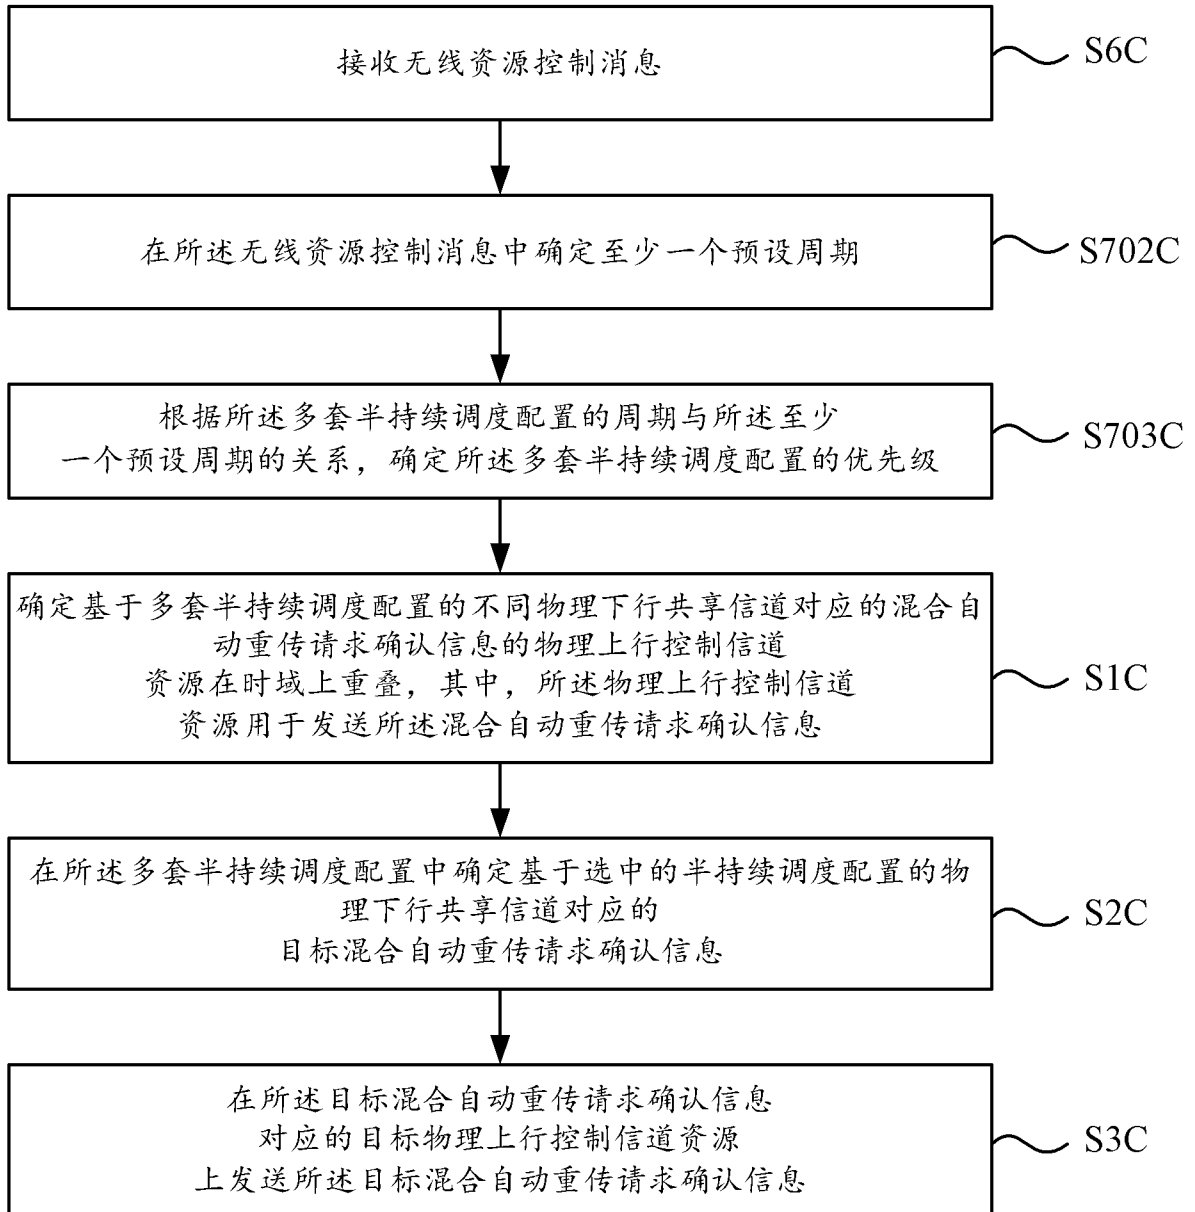 接收无线资源控制消息
S6C
在所述无线资源控制消息中确定至少一个预设周期
S702C
根据所述多套半持续调度配置的周期与所述至少
一个预设周期的关系，确定所述多套半持续调度配置的优先级
S703C
确定基于多套半持续调度配置的不同物理下行共享信道对应的混合自
动重传请求确认信息的物理上行控制信道
资源在时域上重叠，其中，所述物理上行控制信道
资源用于发送所述混合自动重传请求确认信息
S1C
在所述多套半持续调度配置中确定基于选中的半持续调度配置的物
理下行共享信道对应的
目标混合自动重传请求确认信息
S2C
在所述目标混合自动重传请求确认信息
对应的目标物理上行控制信道资源
上发送所述目标混合自动重传请求确认信息
S3C